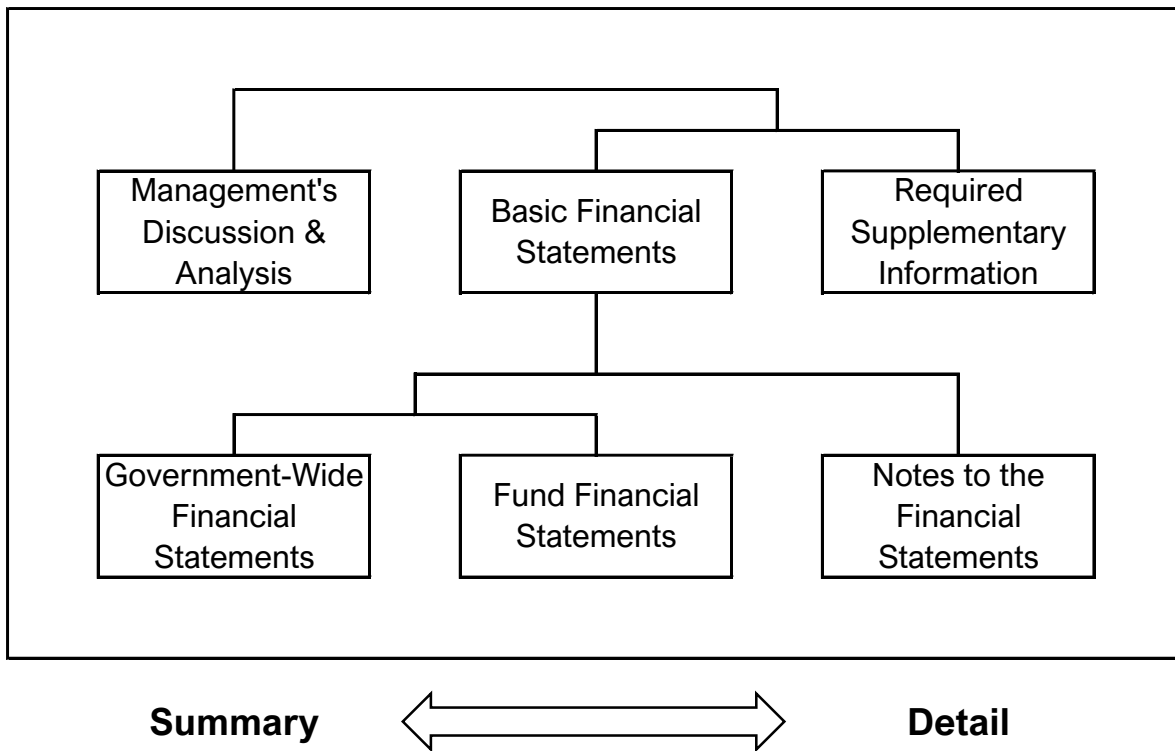 Management's
Discussion &
Analysis
Basic Financial
Statements
Required
Supplementary
Information
Government-Wide
Financial
Statements
Fund Financial
Statements
Notes to the
Financial
Statements
Summary
Detail